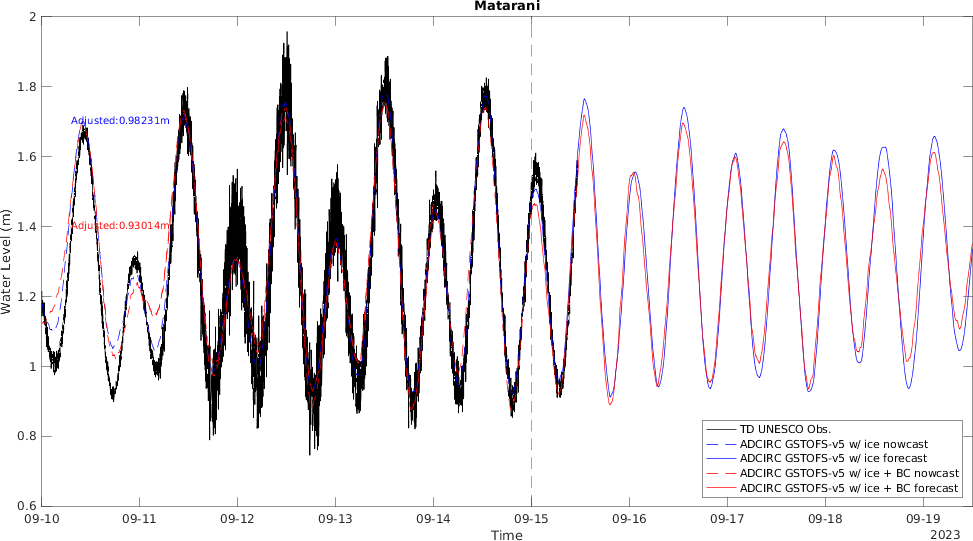 Matarani
2
1.8
1.6
1.4
1.2
1
0.8
0.6
Water Level (m)
Adjusted:0.98231m
Adjusted:0.93014m
TD UNESCO Obs.
ADCIRC GSTOFS-v5 w/ ice nowcast
ADCIRC GSTOFS-v5 w/ ice forecast
ADCIRC GSTOFS-v5 w/ ice + BC nowcast
ADCIRC GSTOFS-v5 w/ ice + BC forecast
09-10 09-11 09-12 09-13 09-14 09-15 09-16 09-17 09-18 09-19
Time
2023